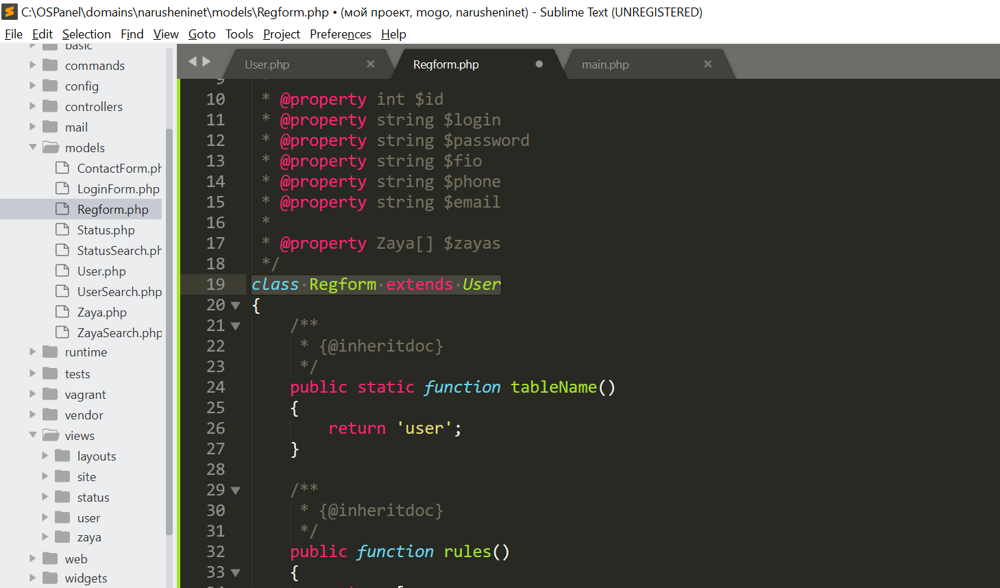 C:\OSPanel\domains\narusheninet\models\Regform.php • (мой проект, mogo, narusheninet) - Sublime Text (UNREGISTERED)
File Edit Selection Find View Goto Tools Project Preferences Help
basic
commands
config
controllers
mail
models
ContactForm.ph
LoginForm.php
Regform.php
Status.php
StatusSearch.ph
User.php
UserSearch.php
Zaya.php
ZayaSearch.php
runtime
tests
vagrant
vendor
views
layouts
site
status
user
zaya
web
widgets
User.php × Regform.php ● main.php ×
9 *
10 * @property int $id
11 * @property string $login
12 * @property string $password
13 * @property string $fio
14 * @property string $phone
15 * @property string $email
16 *
17 * @property Zaya[] $zayas
18 */
19 class Regform extends User
20 {
21 /**
22 * {@inheritdoc}
23 */
24 public static function tableName()
25 {
26 return 'user';
27 }
28
29 /**
30 * {@inheritdoc}
31 */
32 public function rules()
33 {